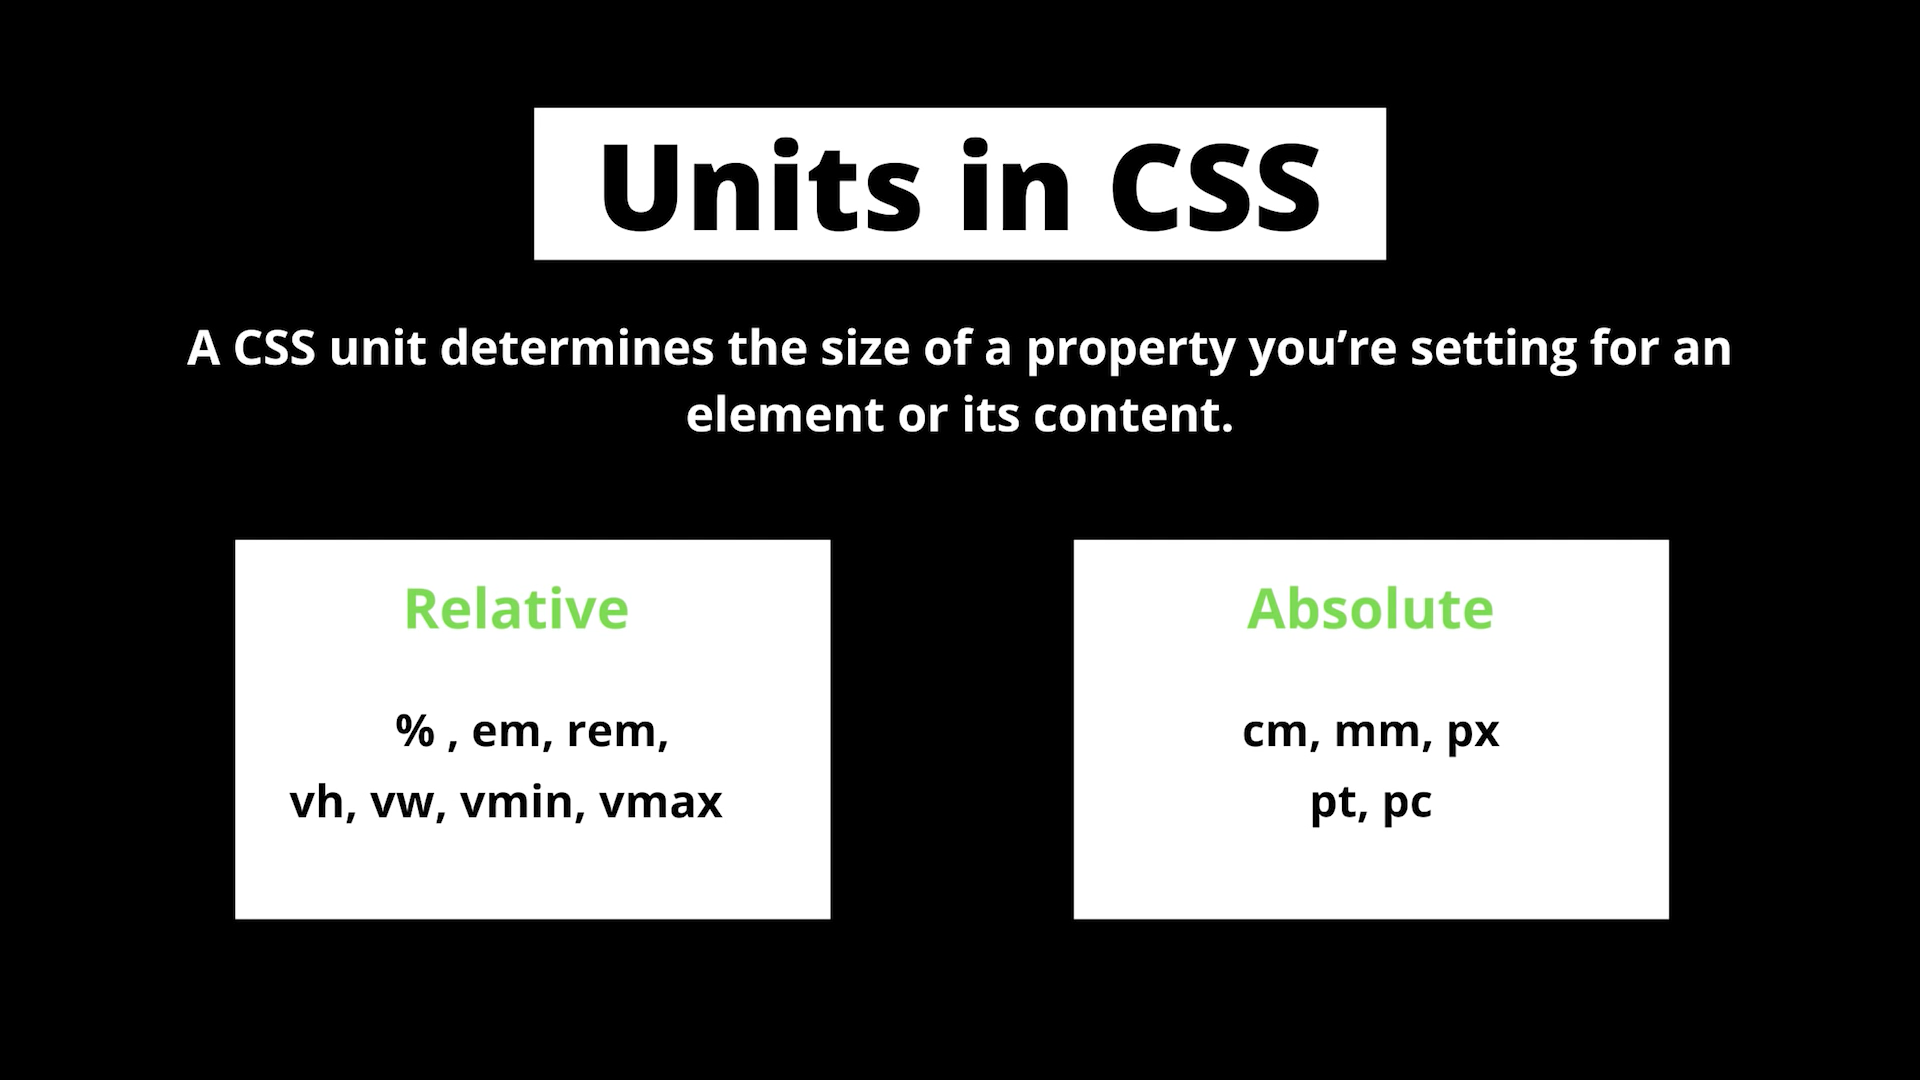 Units in CSS
A CSS unit determines the size of a property you’re setting for an
element or its content.
Relative
% , em, rem,
vh, vw, vmin, vmax
Absolute
cm, mm, px
pt, pc